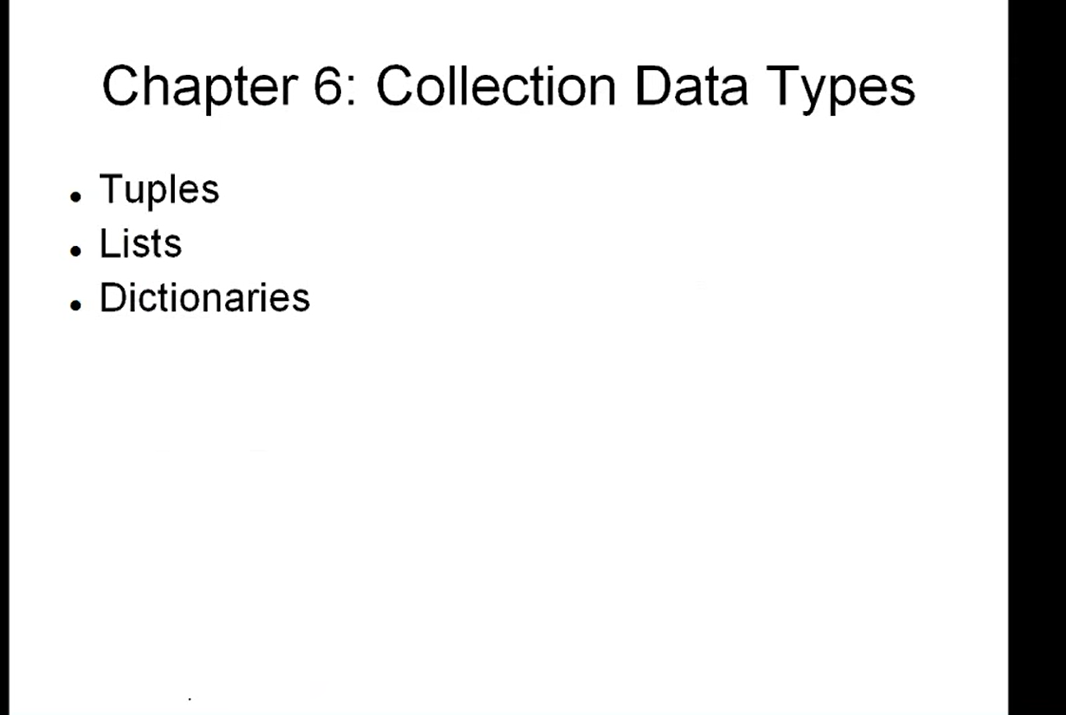 Chapter 6: Collection Data Types
• Tuples
• Lists
• Dictionaries